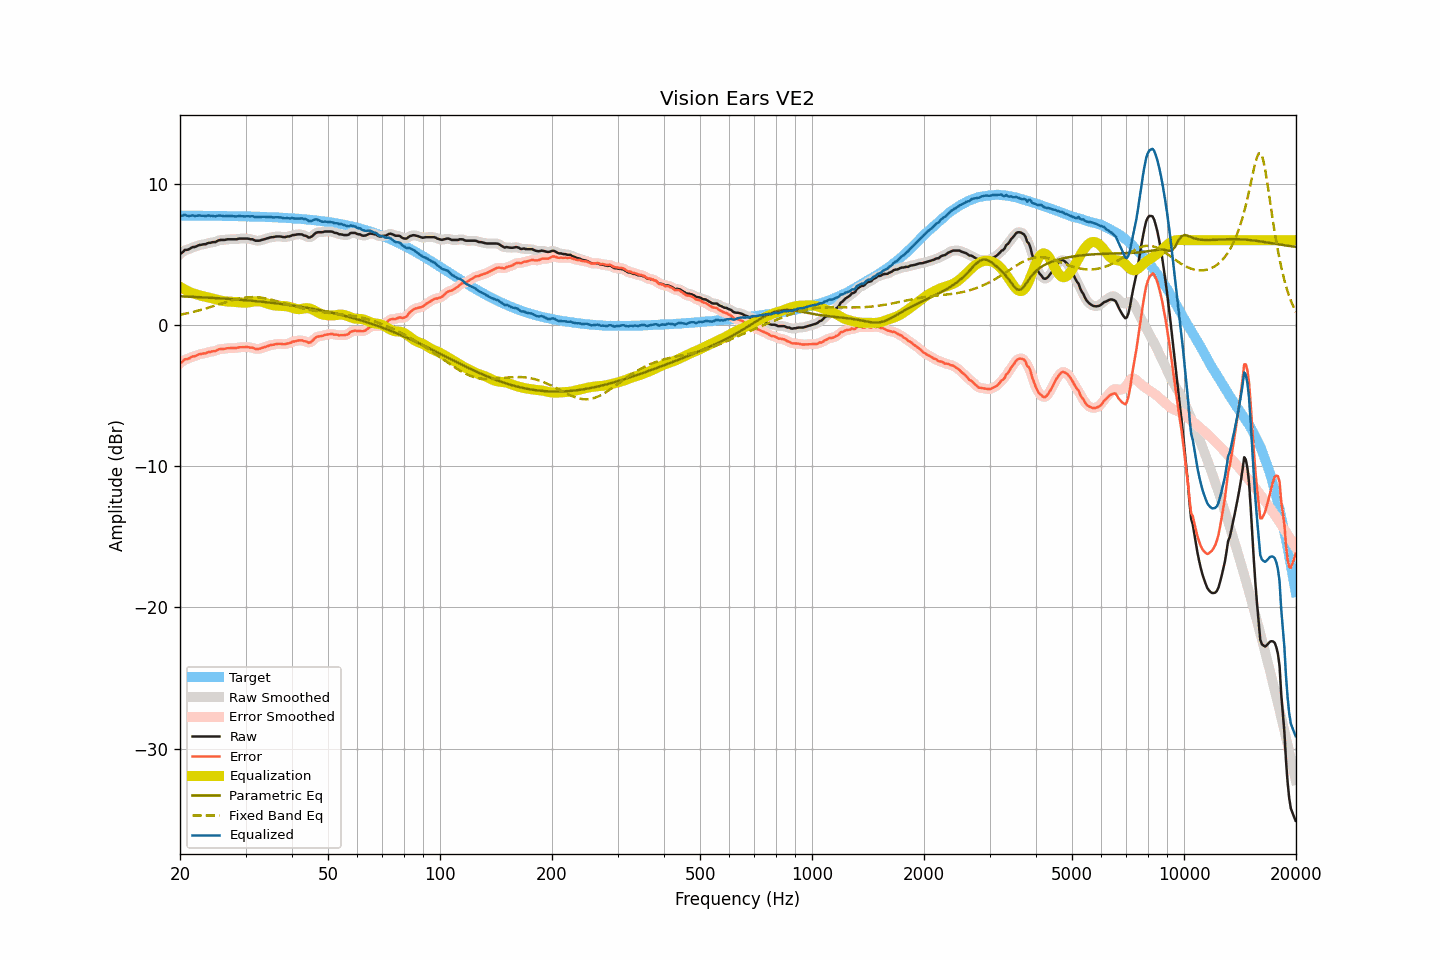 Vision Ears VE2
Amplitude (dBr)
10
0
−10
−20
−30
Target
Raw Smoothed
Error Smoothed
Raw
Error
Equalization
Parametric Eq
Fixed Band Eq
Equalized
20 50 100 200 500 1000 2000 5000 10000 20000
Frequency (Hz)